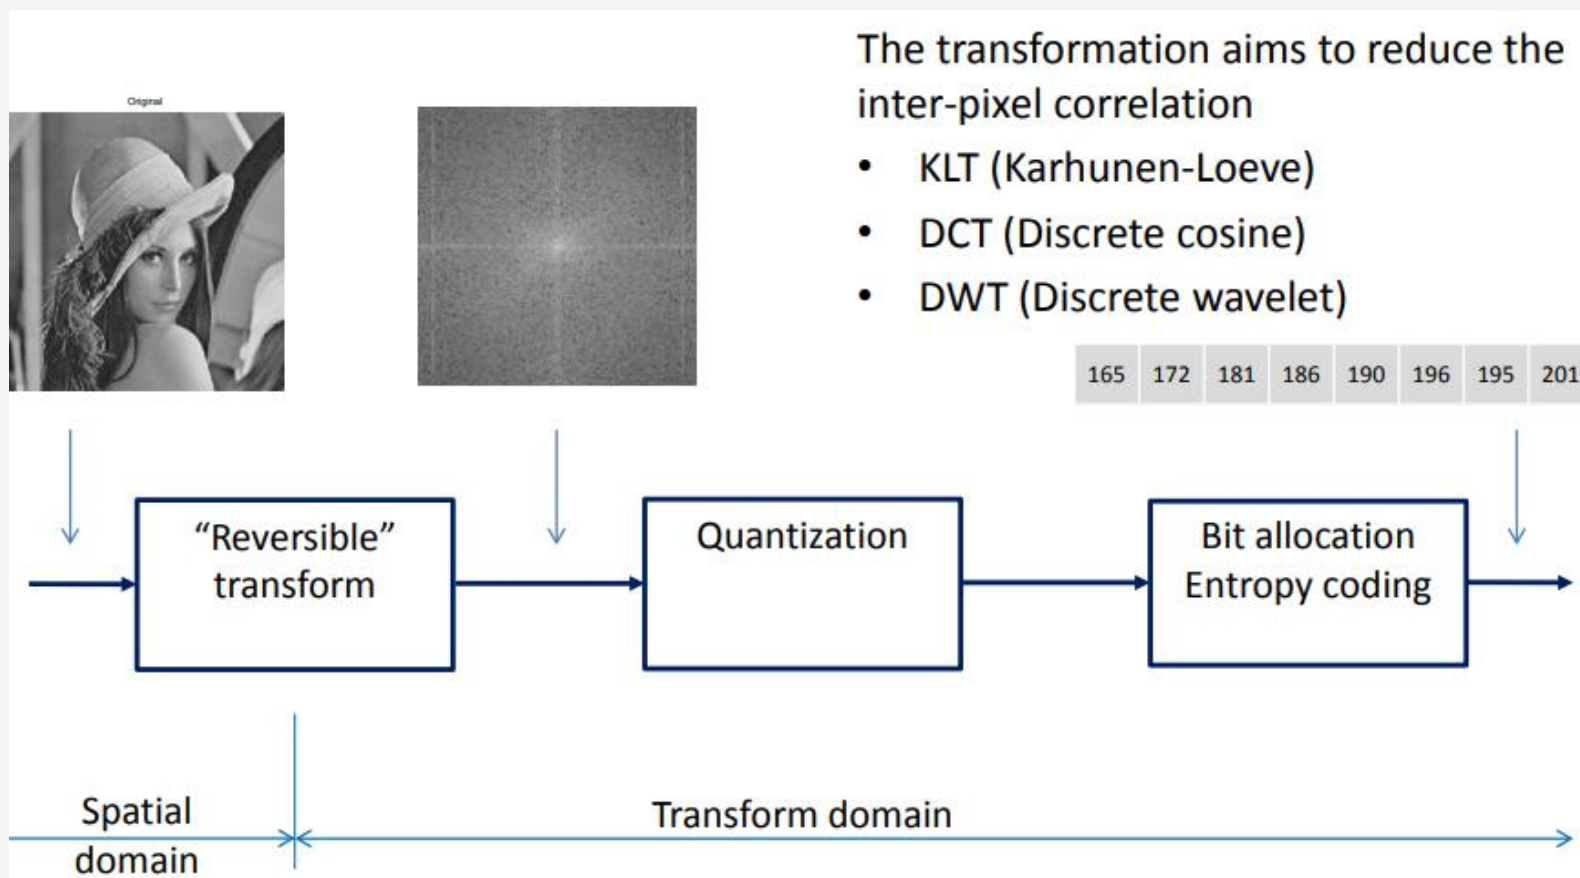 The transformation aims to reduce the
inter-pixel correlation
• KLT (Karhunen-Loeve)
• DCT (Discrete cosine)
• DWT (Discrete wavelet)
Original
165 172 181 186 190 196 195 201
“Reversible”
transform
Quantization
Bit allocation
Entropy coding
Spatial
domain
Transform domain